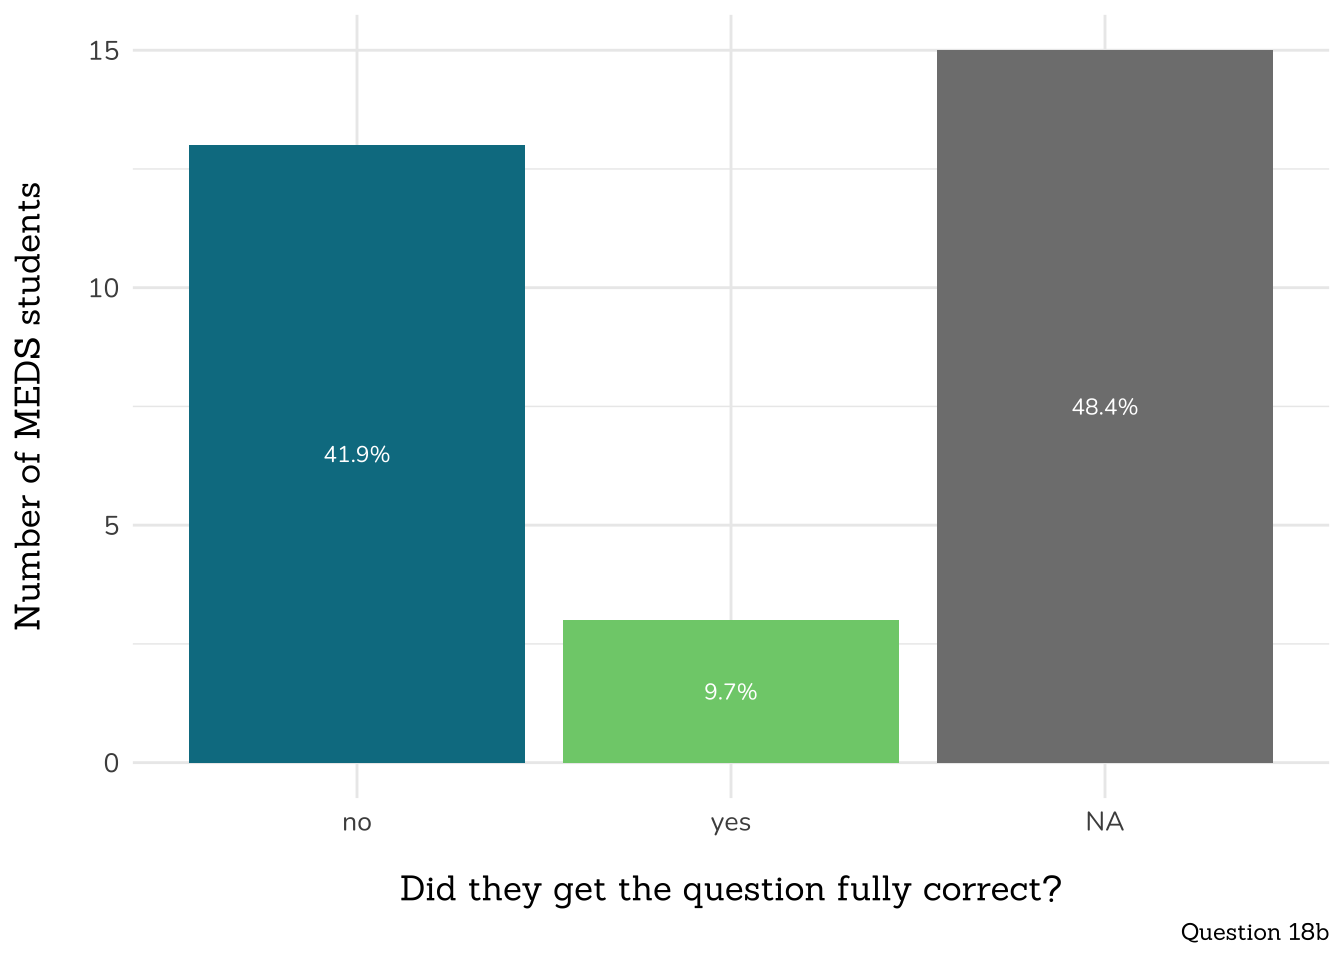 Number of MEDS students
15
10
5
0
41.9%
9.7%
48.4%
no
yes
NA
Did they get the question fully correct?
Question 18b